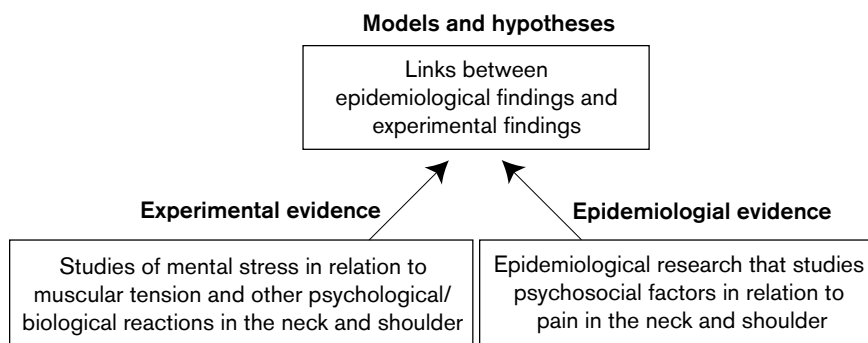 Models and hypotheses
Links between
epidemiological findings and
experimental findings
Experimental evidence
Studies of mental stress in relation to
muscular tension and other psychological/
biological reactions in the neck and shoulder
Epidemiologial evidence
Epidemiological research that studies
psychosocial factors in relation to
pain in the neck and shoulder